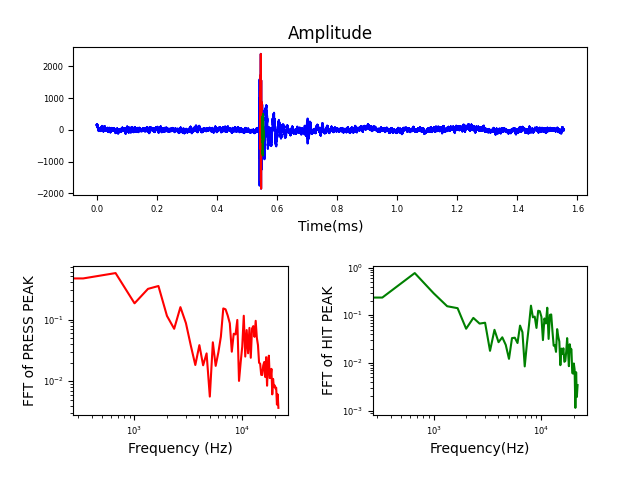 Amplitude
2000
1000
0
−1000
−2000
0.0 0.2 0.4 0.6 0.8 1.0 1.2 1.4 1.6
Time(ms)
FFT of PRESS PEAK
10⁻¹
10⁻²
10³ 10⁴
Frequency (Hz)
FFT of HIT PEAK
10⁰
10⁻¹
10⁻²
10⁻³
10³ 10⁴
Frequency(Hz)